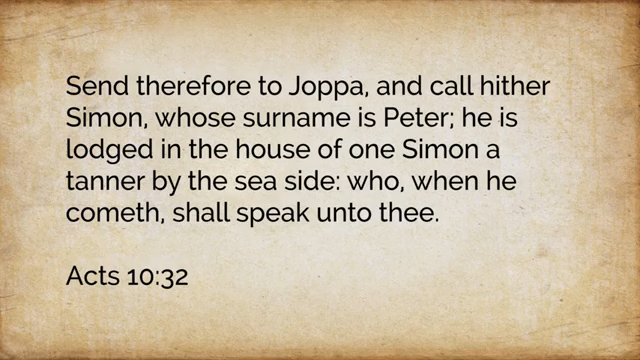 Send therefore to Joppa, and call hither
Simon, whose surname is Peter; he is
lodged in the house of one Simon a
tanner by the sea side: who, when he
cometh, shall speak unto thee.
Acts 10:32